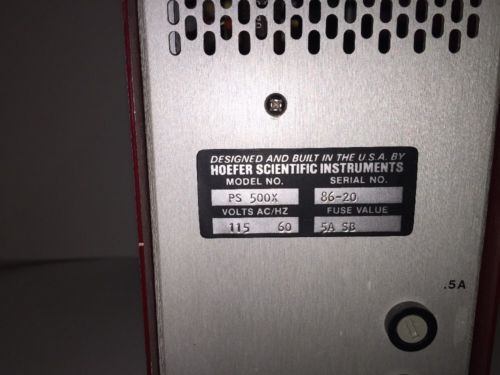 DESIGNED AND BUILT IN THE U.S.A. BY
HOEFER SCIENTIFIC INSTRUMENTS
MODEL NO. SERIAL NO.
PS 500X 86-20
VOLTS AC/HZ FUSE VALUE
115 60 5A SB
.5A